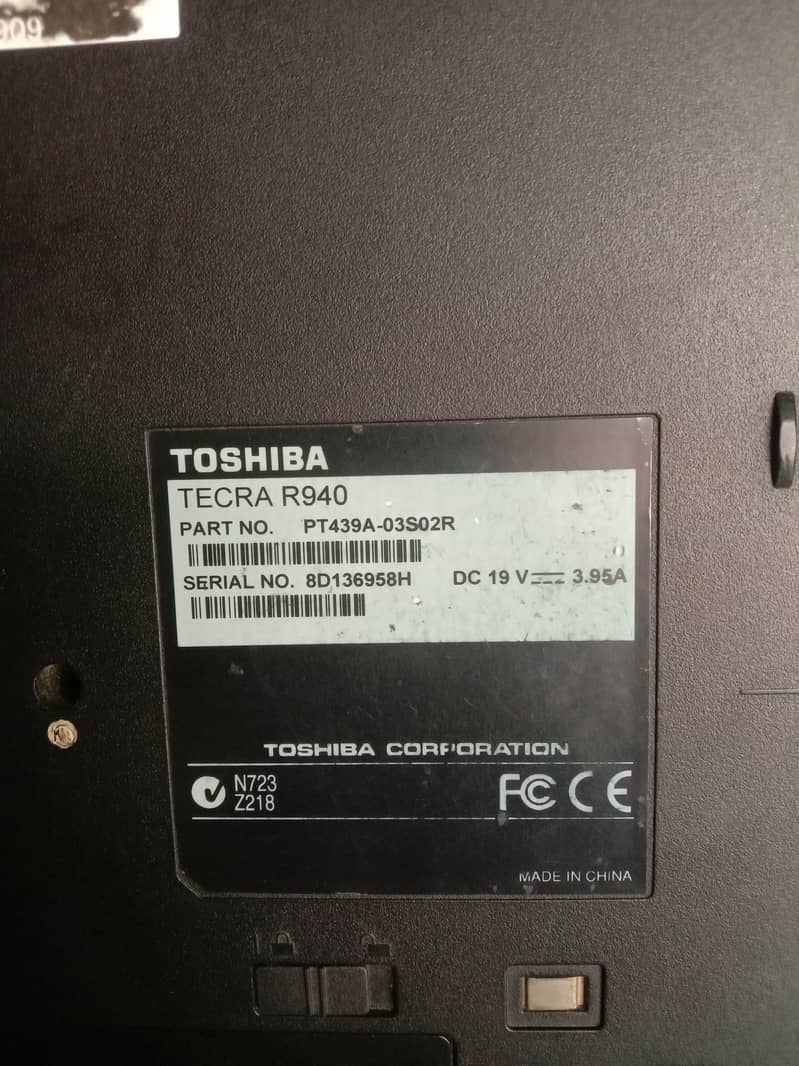 909
TOSHIBA
TECRA R940
PART NO. PT439A-03S02R
SERIAL NO. 8D136958H DC 19 V 3.95A
TOSHIBA CORPORATION
N723
Z218
FC CE
MADE IN CHINA